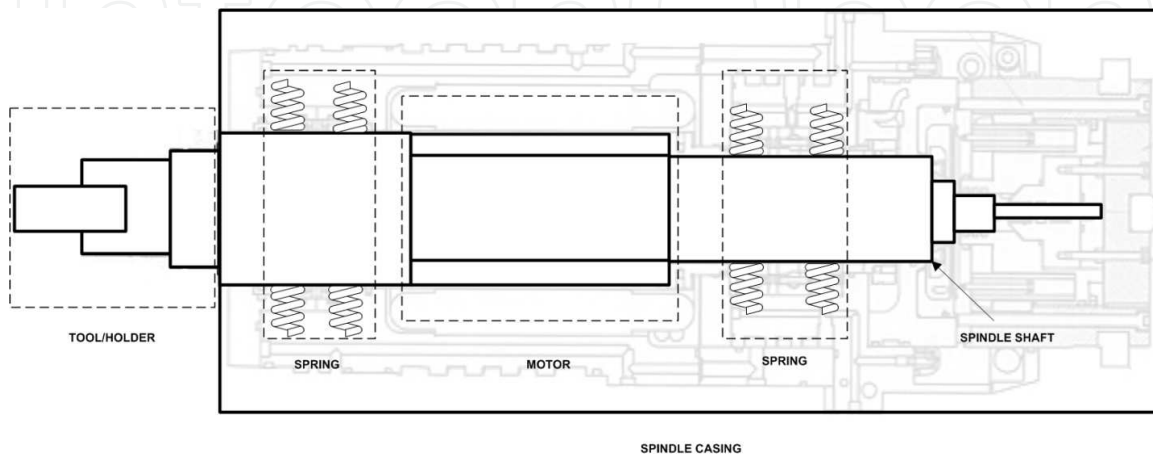 TOOL/HOLDER
SPRING
MOTOR
SPRING
SPINDLE SHAFT
SPINDLE CASING